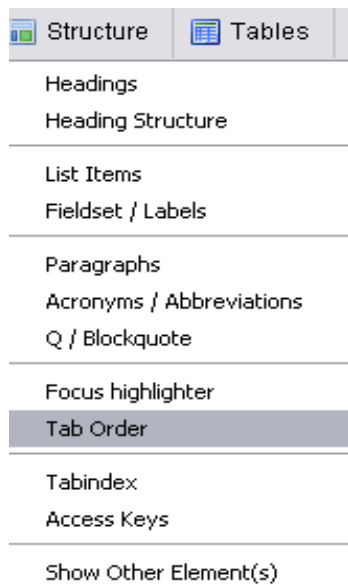 Structure Tables
Headings
Heading Structure
List Items
Fieldset / Labels
Paragraphs
Acronyms / Abbreviations
Q / Blockquote
Focus highlighter
Tab Order
Tabindex
Access Keys
Show Other Element(s)